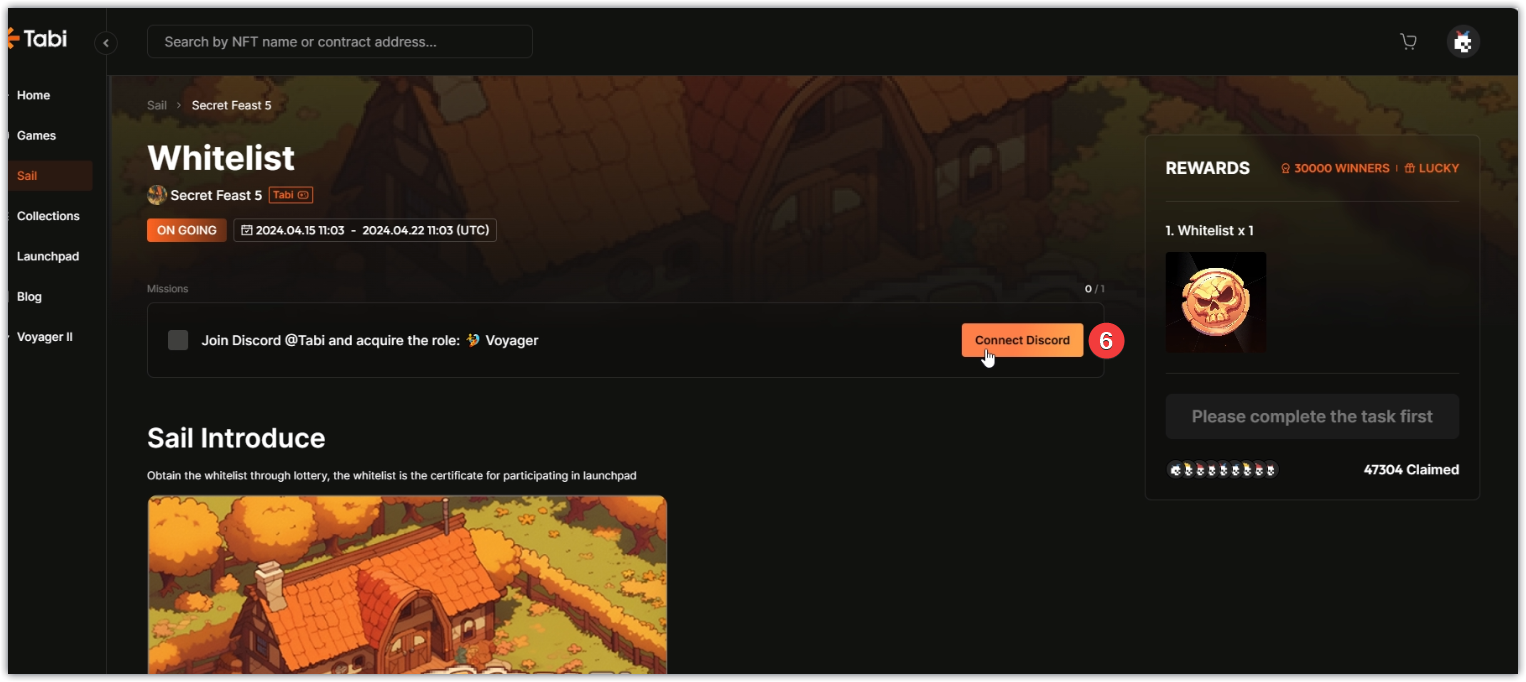 Tabi
Search by NFT name or contract address...
Home
Games
Sail
Collections
Launchpad
Blog
Voyager II
Sail > Secret Feast 5
Whitelist
Secret Feast 5 Tabi
ON GOING 2024.04.15 11:03 - 2024.04.22 11:03 (UTC)
Missions 0 / 1
Join Discord @Tabi and acquire the role: Voyager Connect Discord 6
Sail Introduce
Obtain the whitelist through lottery, the whitelist is the certificate for participating in launchpad
REWARDS 30000 WINNERS LUCKY
1. Whitelist x 1
Please complete the task first
47304 Claimed